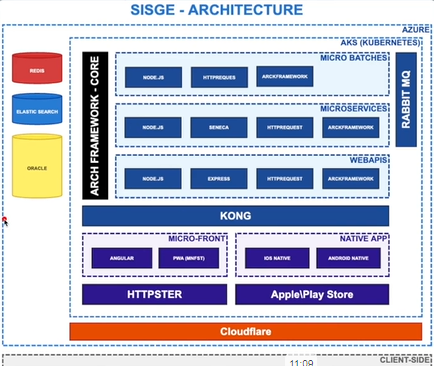 SISGE - ARCHITECTURE
AZURE
AKS (KUBERNETES)
REDIS
ELASTIC SEARCH
ORACLE
ARCH FRAMEWORK - CORE
MICRO BATCHES
NODE.JS
HTTPREQUES
ARCKFRAMEWORK
MICROSERVICES
NODE.JS
SENECA
HTTPREQUEST
ARCKFRAMEWORK
WEBAPIS
NODE.JS
EXPRESS
HTTPREQUEST
ARCKFRAMEWORK
RABBIT MQ
KONG
MICRO-FRONT
ANGULAR
PWA (MNFST)
NATIVE APP
IOS NATIVE
ANDROID NATIVE
HTTPSTER
Apple\Play Store
Cloudflare
11:09
CLIENT-SIDE